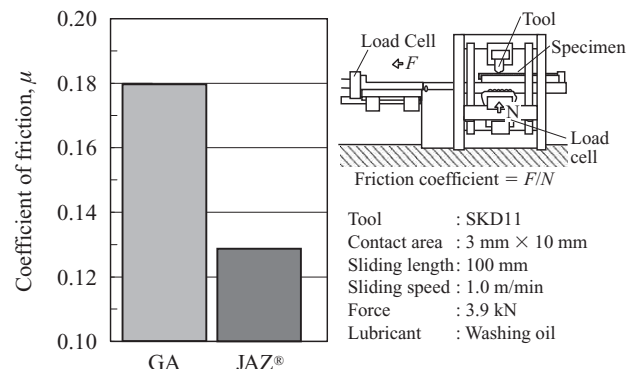 Coefficient of friction, μ
0.20
0.18
0.16
0.14
0.12
0.10
GA
JAZ®
Load Cell
F
Tool
Specimen
N
Load
cell
Friction coefficient = F/N
Tool : SKD11
Contact area : 3 mm × 10 mm
Sliding length : 100 mm
Sliding speed : 1.0 m/min
Force : 3.9 kN
Lubricant : Washing oil